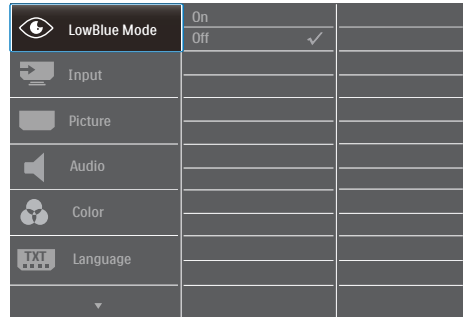 LowBlue Mode
On
Off
Input
Picture
Audio
Color
TXT
Language